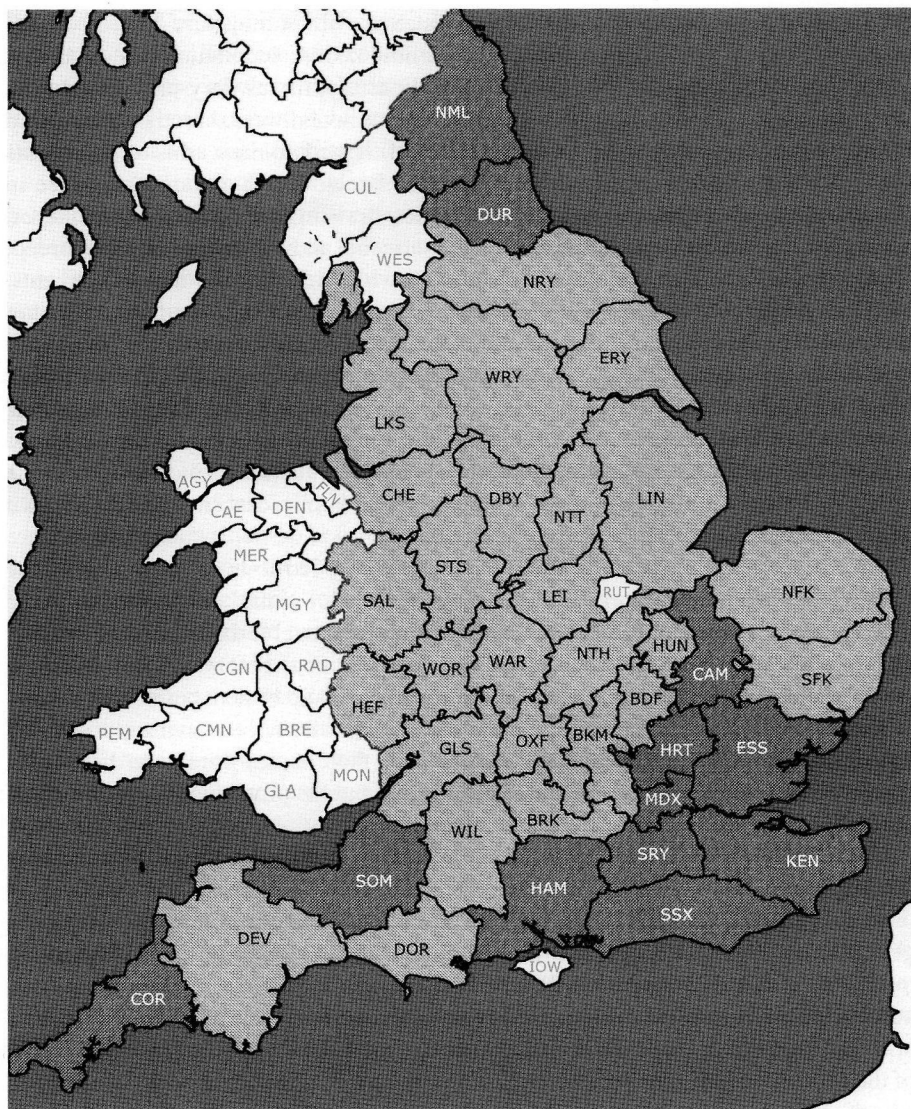 NML
CUL
DUR
WES
NRY
ERY
WRY
LKS
AGY
FLN
CAE
DEN
CHE
DBY
NTT
LIN
MER
STS
SAL
MGY
LEI
RUT
NFK
CGN
RAD
WOR
WAR
NTH
HUN
CAM
SFK
HEF
BDF
PEM
CMN
BRE
GLS
OXF
BKM
HRT
ESS
GLA
MON
MDX
WIL
BRK
SRY
KEN
SOM
HAM
SSX
DEV
DOR
IOW
COR